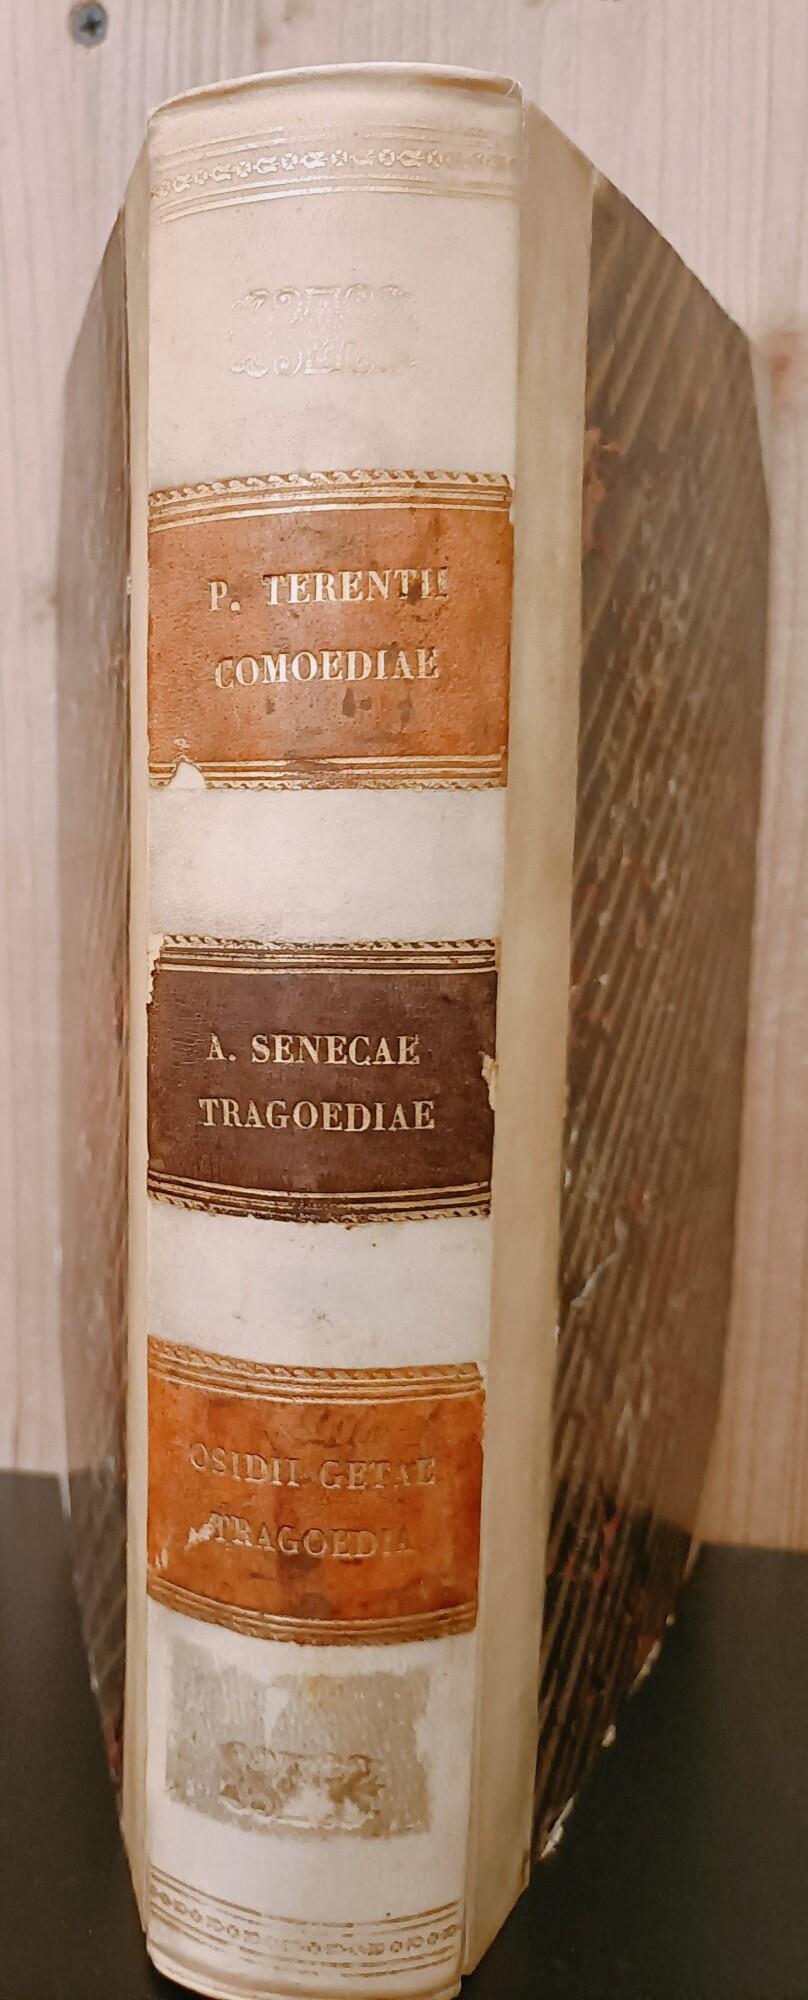 P. TERENTII
COMOEDIAE
A. SENECAE
TRAGOEDIAE
OSIDII GETAE
TRAGOEDIA